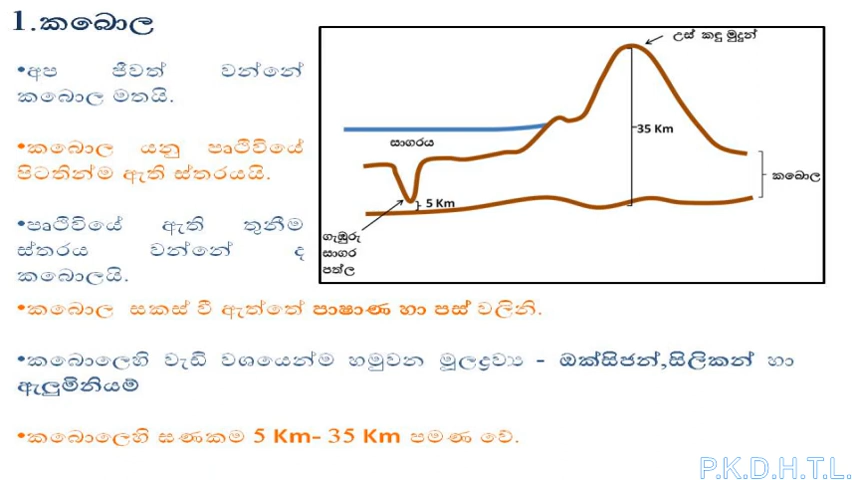 1.කබොල
•අප ජීවත් වන්නේ
කබොල මතයි.
•කබොල යනු පෘථිවියේ
පිටතින්ම ඇති ස්තරයයි.
•පෘථිවියේ ඇති තුනීම
ස්තරය වන්නේ ද
කබොලයි.
උස් කඳු මුදුන්
35 Km
සාගරය
කබොල
5 Km
ගැඹුරු
සාගර
පත්ල
•කබොල සකස් වී ඇත්තේ පාෂාණ හා පස් වලිනි.
•කබොලෙහි වැඩි වශයෙන්ම හමුවන මූලද්‍රව්‍ය - ඔක්සිජන්,සිලිකන් හා
ඇලුමිනියම්
•කබොලෙහි ඝණකම 5 Km- 35 Km පමණ වේ.
P.K.D.H.T.L.